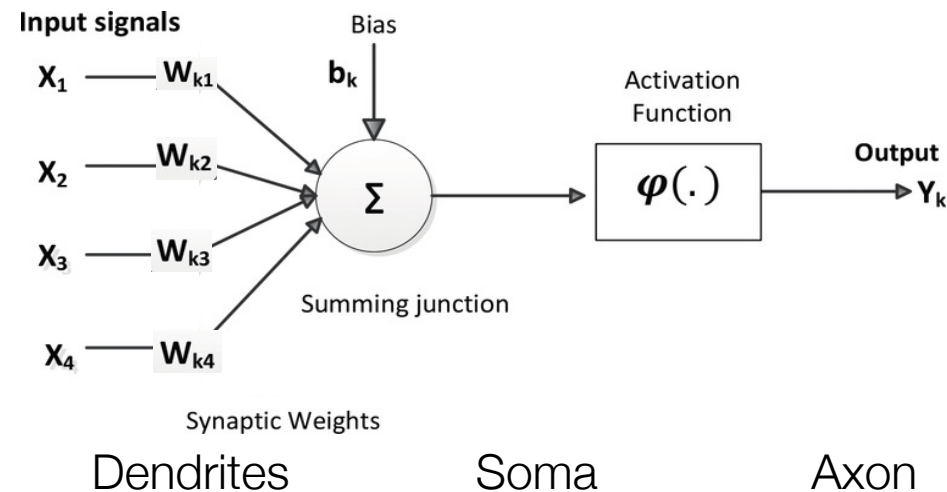 Input signals
Bias
X₁
Wₖ₁
bₖ
Activation
Function
X₂
Wₖ₂
Σ
φ(.)
Output
Yₖ
X₃
Wₖ₃
Summing junction
X₄
Wₖ₄
Synaptic Weights
Dendrites
Soma
Axon